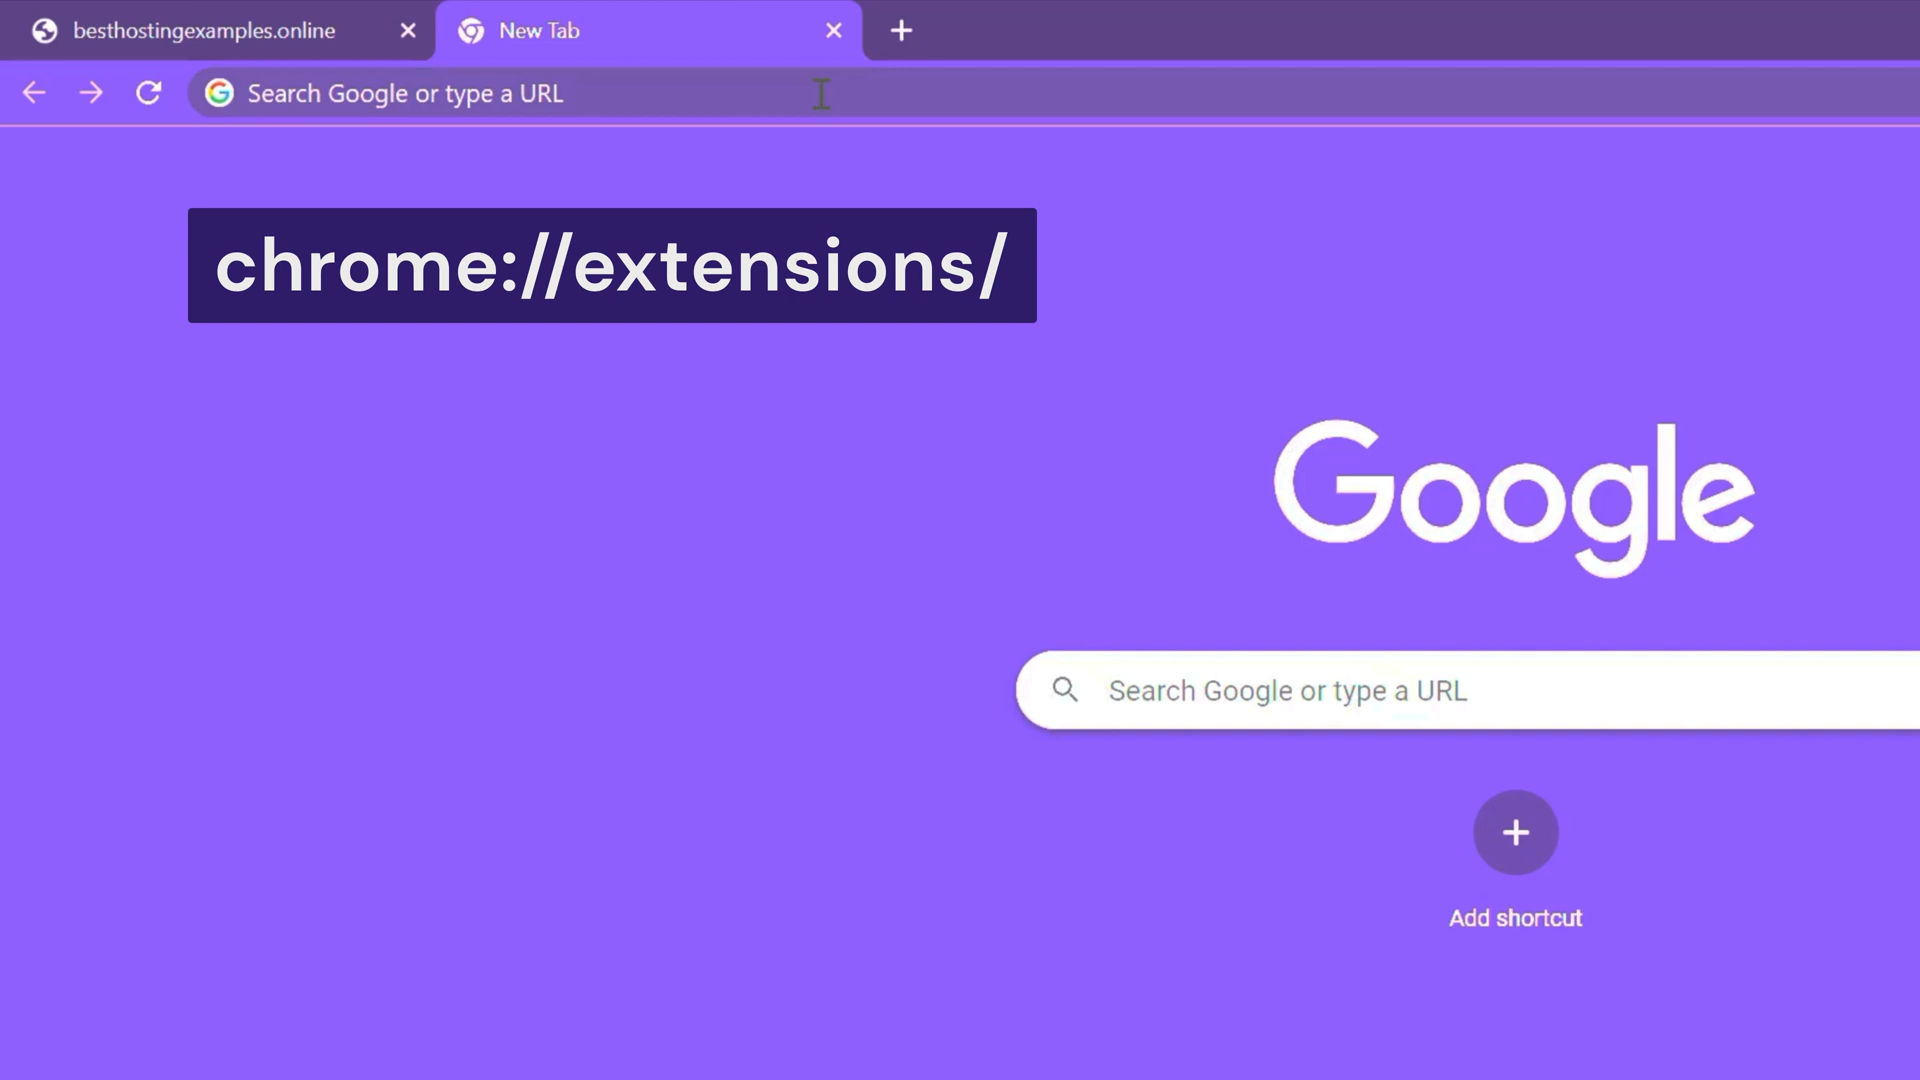 besthostingexamples.online
New Tab
Search Google or type a URL
chrome://extensions/
Google
Search Google or type a URL
Add shortcut